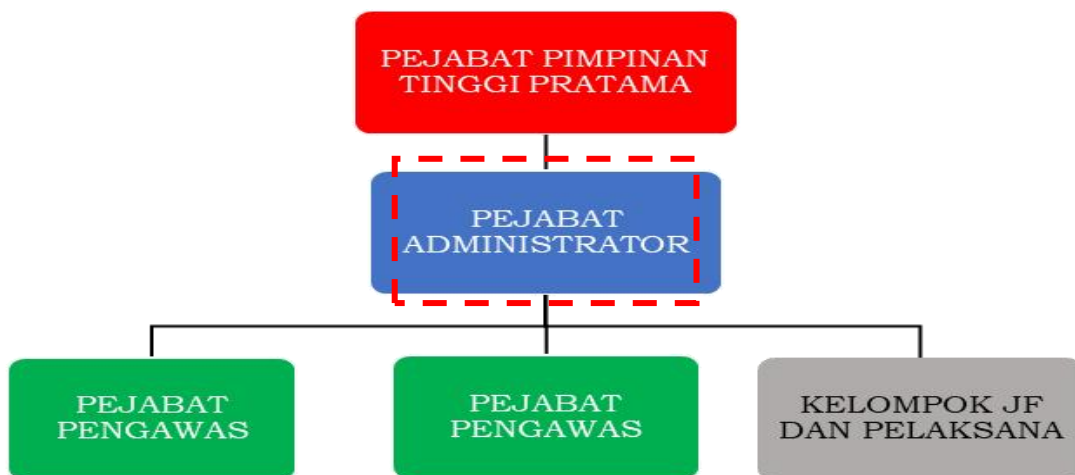 PEJABAT PIMPINAN
TINGGI PRATAMA
PEJABAT
ADMINISTRATOR
PEJABAT
PENGAWAS
PEJABAT
PENGAWAS
KELOMPOK JF
DAN PELAKSANA